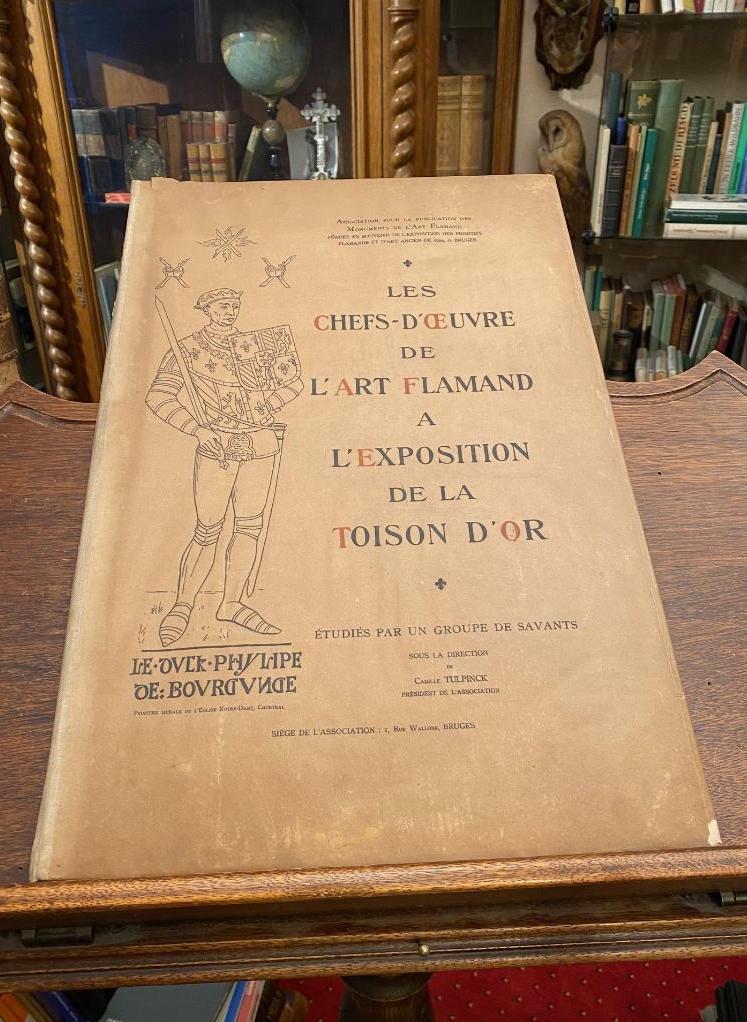 ASSOCIATION POUR LA PUBLICATION DES
MONUMENTS DE L'ART FLAMAND
FONDÉE EN SOUVENIR DE L'EXPOSITION DES PRIMITIFS
FLAMANDS ET D'ART ANCIEN DE 1902, A BRUGES.
LES
CHEFS-D'ŒUVRE
DE
L'ART FLAMAND
A
L'EXPOSITION
DE LA
TOISON D'OR
ÉTUDIÉS PAR UN GROUPE DE SAVANTS
SOUS LA DIRECTION
DE
CAMILLE TULPINCK
PRÉSIDENT DE L'ASSOCIATION
LE·DVCK·PHYLIPE
DE: BOVRGVNDE
PEINTURE MURALE DE L'ÉGLISE NOTRE-DAME, COURTRAI.
SIÈGE DE L'ASSOCIATION : 1, RUE WALLONE, BRUGES